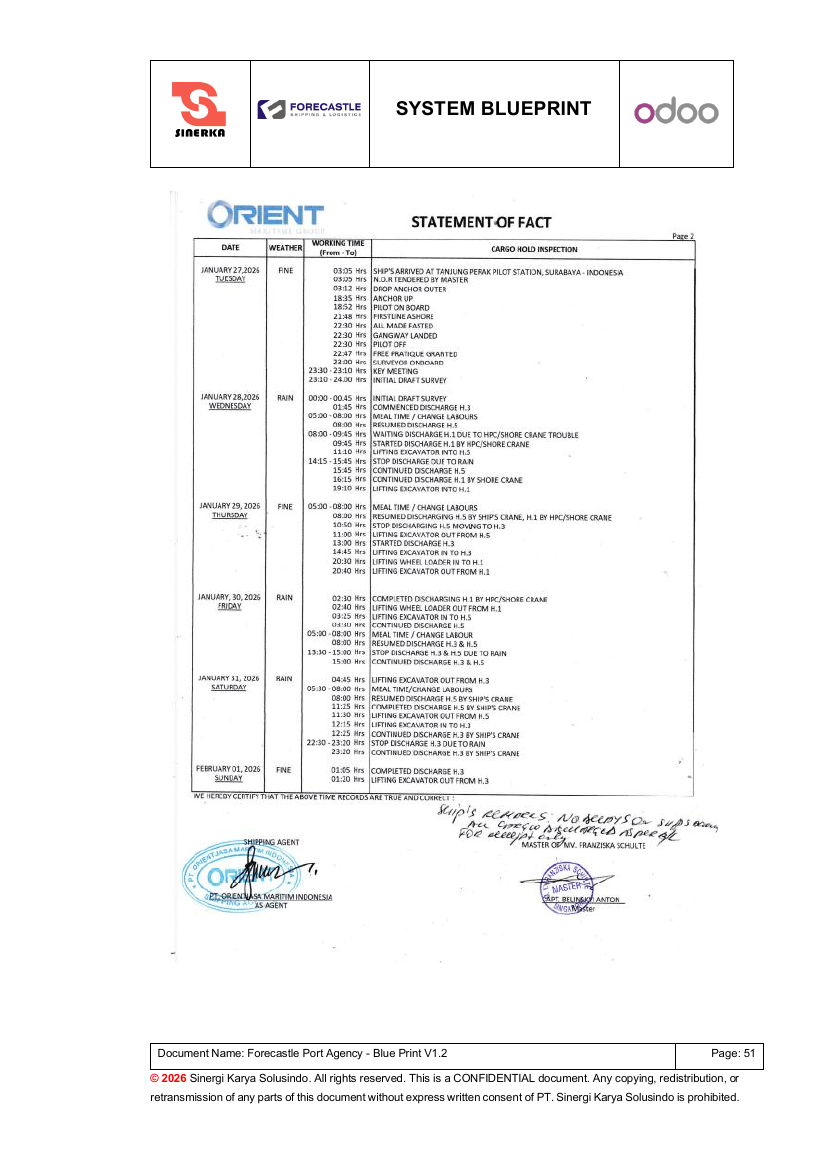 SINERKA
FORECASTLE
SHIPPING & LOGISTICS
SYSTEM BLUEPRINT
odoo
ORIENT
MARITIME GROUP
STATEMENT OF FACT
Page 2
DATE WEATHER WORKING TIME (From - To) CARGO HOLD INSPECTION
JANUARY 27,2026 FINE 03:05 Hrs SHIP'S ARRIVED AT TANJUNG PERAK PILOT STATION, SURABAYA - INDONESIA
TUESDAY 03:05 Hrs N.O.R TENDERED BY MASTER
03:12 Hrs DROP ANCHOR OUTER
18:35 Hrs ANCHOR UP
18:52 Hrs PILOT ON BOARD
21:48 Hrs FIRSTLINE ASHORE
22:30 Hrs ALL MADE FASTED
22:30 Hrs GANGWAY LANDED
22:30 Hrs PILOT OFF
22:47 Hrs FREE PRATIQUE GRANTED
23:00 Hrs SURVEYOR ONBOARD
23:30 - 23:10 Hrs KEY MEETING
23:10 - 24:00 Hrs INITIAL DRAFT SURVEY
JANUARY 28,2026 RAIN 00:00 - 00.45 Hrs INITIAL DRAFT SURVEY
WEDNESDAY 01:45 Hrs COMMENCED DISCHARGE H.3
05:00 - 08:00 Hrs MEAL TIME / CHANGE LABOURS
08:00 Hrs RESUMED DISCHARGE H.5
08:00 - 09:45 Hrs WAITING DISCHARGE H.1 DUE TO HPC/SHORE CRANE TROUBLE
09:45 Hrs STARTED DISCHARGE H.1 BY HPC/SHORE CRANE
11:10 Hrs LIFTING EXCAVATOR INTO H.5
14:15 - 15:45 Hrs STOP DISCHARGE DUE TO RAIN
15:45 Hrs CONTINUED DISCHARGE H.5
16:15 Hrs CONTINUED DISCHARGE H.1 BY SHORE CRANE
19:10 Hrs LIFTING EXCAVATOR INTO H.1
JANUARY 29, 2026 FINE 05:00 - 08:00 Hrs MEAL TIME / CHANGE LABOURS
THURSDAY 08:00 Hrs RESUMED DISCHARGING H.5 BY SHIP'S CRANE, H.1 BY HPC/SHORE CRANE
10:50 Hrs STOP DISCHARGING H.5 MOVING TO H.3
11:00 Hrs LIFTING EXCAVATOR OUT FROM H.5
13:00 Hrs STARTED DISCHARGE H.3
14:45 Hrs LIFTING EXCAVATOR IN TO H.3
20:30 Hrs LIFTING WHEEL LOADER IN TO H.1
20:40 Hrs LIFTING EXCAVATOR OUT FROM H.1
JANUARY, 30, 2026 RAIN 02:30 Hrs COMPLETED DISCHARGING H.1 BY HPC/SHORE CRANE
FRIDAY 02:40 Hrs LIFTING WHEEL LOADER OUT FROM H.1
03:25 Hrs LIFTING EXCAVATOR IN TO H.5
03:30 Hrs CONTINUED DISCHARGE H.5
05:00 - 08:00 Hrs MEAL TIME / CHANGE LABOUR
08:00 Hrs RESUMED DISCHARGE H.3 & H.5
13:30 - 15:00 Hrs STOP DISCHARGE H.3 & H.5 DUE TO RAIN
15:00 Hrs CONTINUED DISCHARGE H.3 & H.5
JANUARY 31, 2026 RAIN 04:45 Hrs LIFTING EXCAVATOR OUT FROM H.3
SATURDAY 05:30 - 08:00 Hrs MEAL TIME/CHANGE LABOURS
08:00 Hrs RESUMED DISCHARGE H.5 BY SHIP'S CRANE
11:25 Hrs COMPLETED DISCHARGE H.5 BY SHIP'S CRANE
11:30 Hrs LIFTING EXCAVATOR OUT FROM H.5
12:15 Hrs LIFTING EXCAVATOR IN TO H.3
12:25 Hrs CONTINUED DISCHARGE H.3 BY SHIP'S CRANE
22:30 - 23:20 Hrs STOP DISCHARGE H.3 DUE TO RAIN
23:20 Hrs CONTINUED DISCHARGE H.3 BY SHIP'S CRANE
FEBRUARY 01, 2026 FINE 01:05 Hrs COMPLETED DISCHARGE H.3
SUNDAY 01:20 Hrs LIFTING EXCAVATOR OUT FROM H.3
WE HEREBY CERTIFY THAT THE ABOVE TIME RECORDS ARE TRUE AND CORRECT :
Ship's REMARKS: NO DELAYS ON SHIP'S
ALL CARGO DISCHARGED AS PER
FOR receipt only
SHIPPING AGENT
MASTER OF MV. FRANZISKA SCHULTE
PT. ORIENTJASA MARITIM INDONESIA
AS AGENT
MASTER
CAPT. BELINSKYI ANTON
Master
Document Name: Forecastle Port Agency - Blue Print V1.2 Page: 51
© 2026 Sinergi Karya Solusindo. All rights reserved. This is a CONFIDENTIAL document. Any copying, redistribution, or
retransmission of any parts of this document without express written consent of PT. Sinergi Karya Solusindo is prohibited.